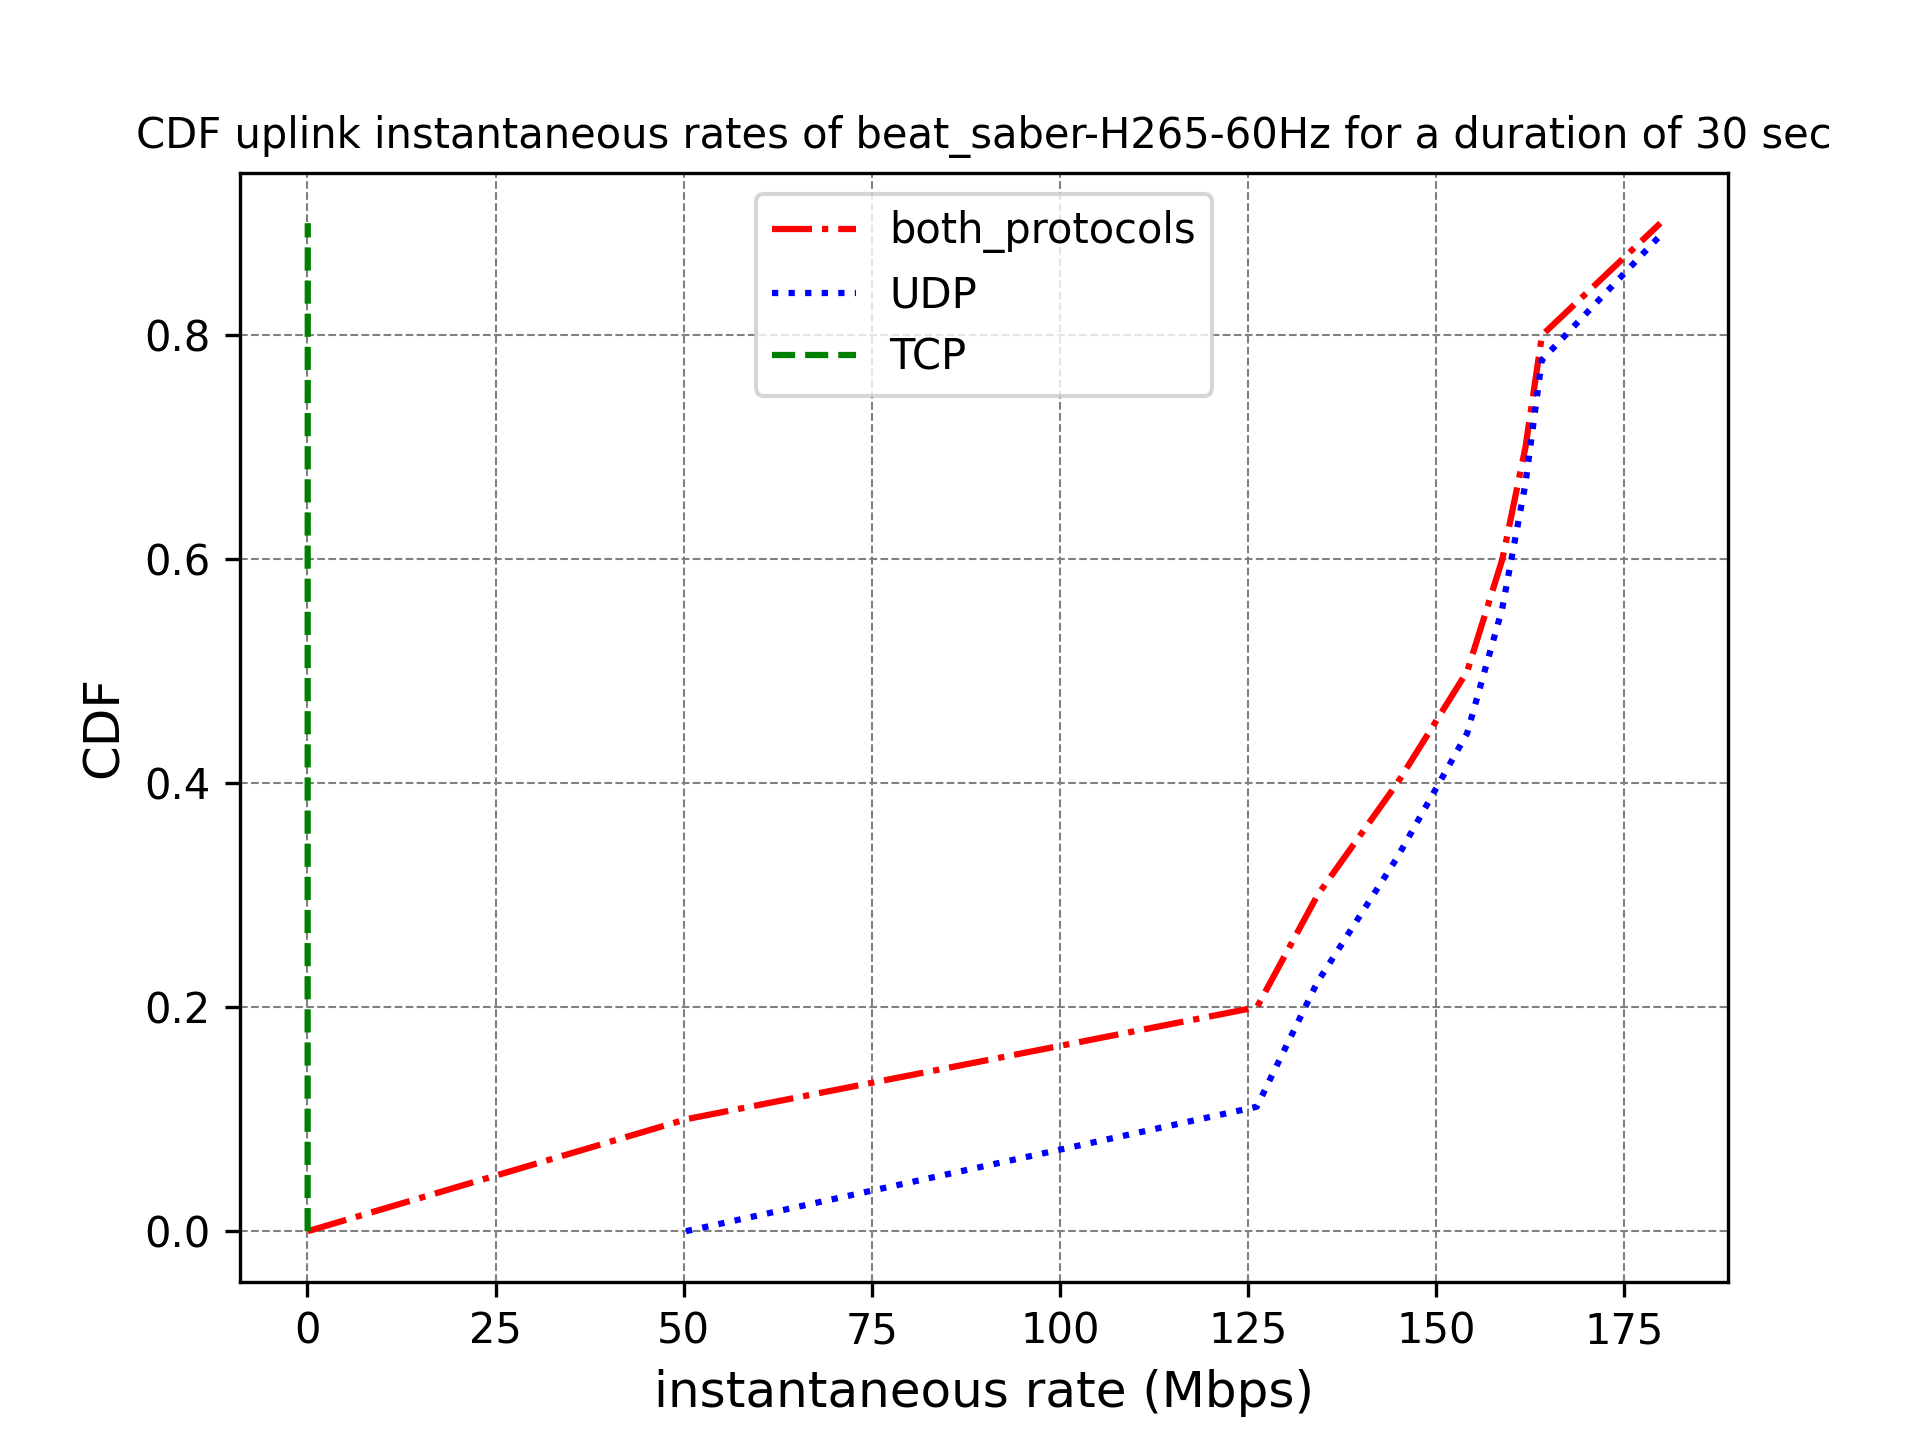 CDF uplink instantaneous rates of beat_saber-H265-60Hz for a duration of 30 sec
both_protocols
UDP
TCP
0.8
0.6
0.4
0.2
0.0
CDF
0 25 50 75 100 125 150 175
instantaneous rate (Mbps)